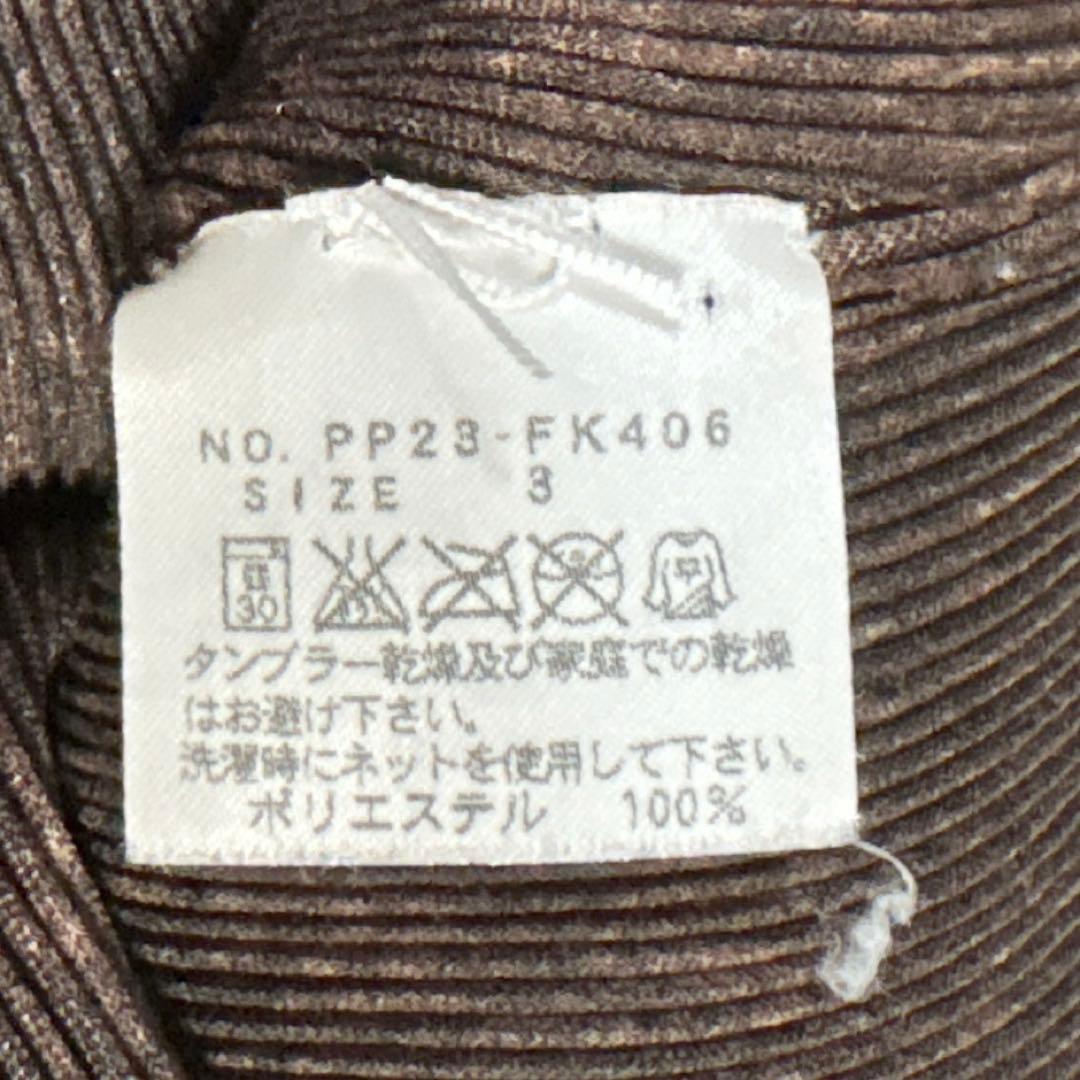 NO. PP23-FK406
SIZE 3
30
タンブラー乾燥及び家庭での乾燥
はお避け下さい。
洗濯時にネットを使用して下さい。
ポリエステル 100%